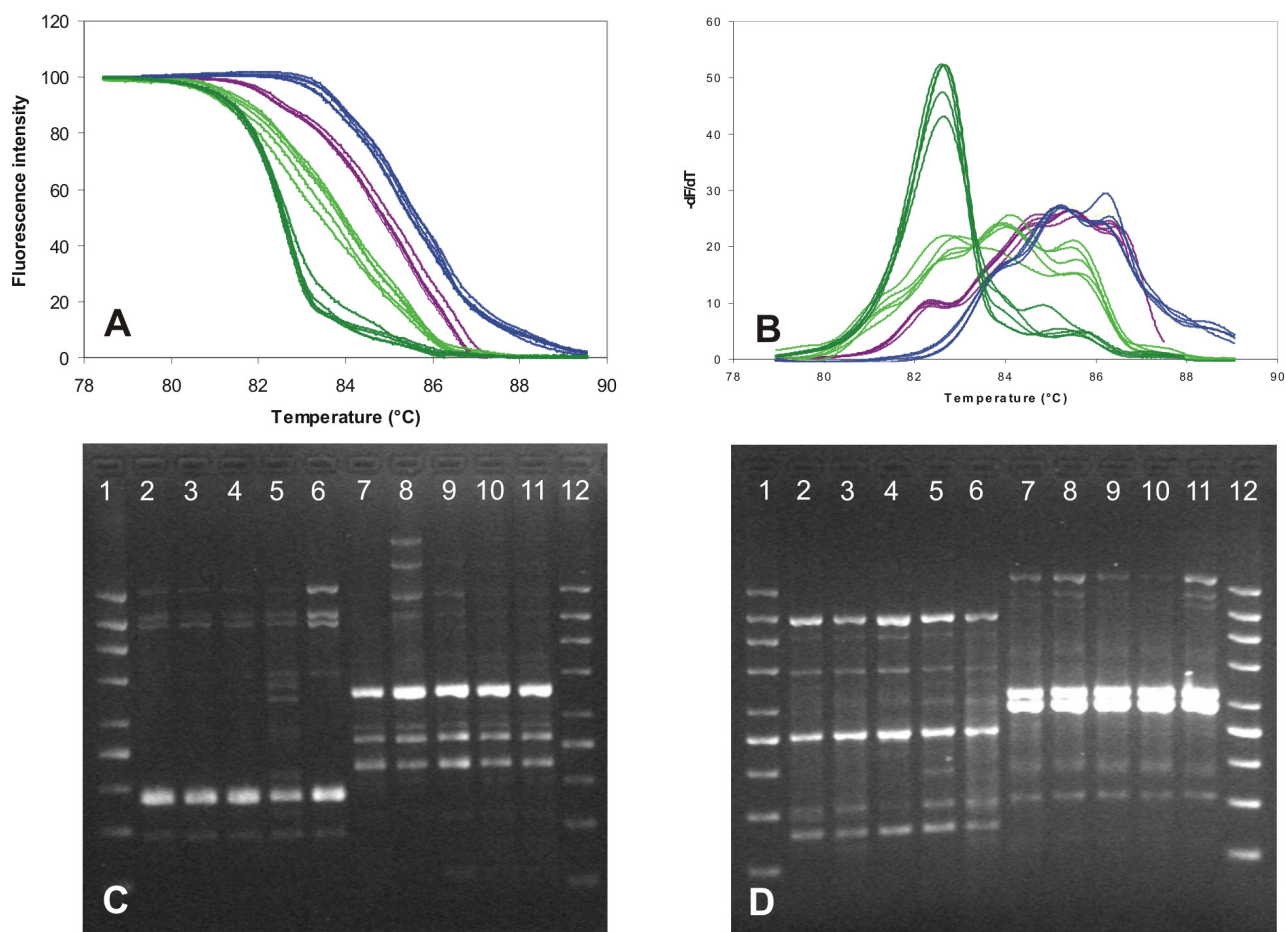 120
100
80
60
40
20
0
Fluorescence intensity
A
78 80 82 84 86 88 90
Temperature (°C)
60
50
40
30
20
10
0
-dF/dT
B
78 80 82 84 86 88 90
Temperature (°C)
1 2 3 4 5 6 7 8 9 10 11 12
C
1 2 3 4 5 6 7 8 9 10 11 12
D